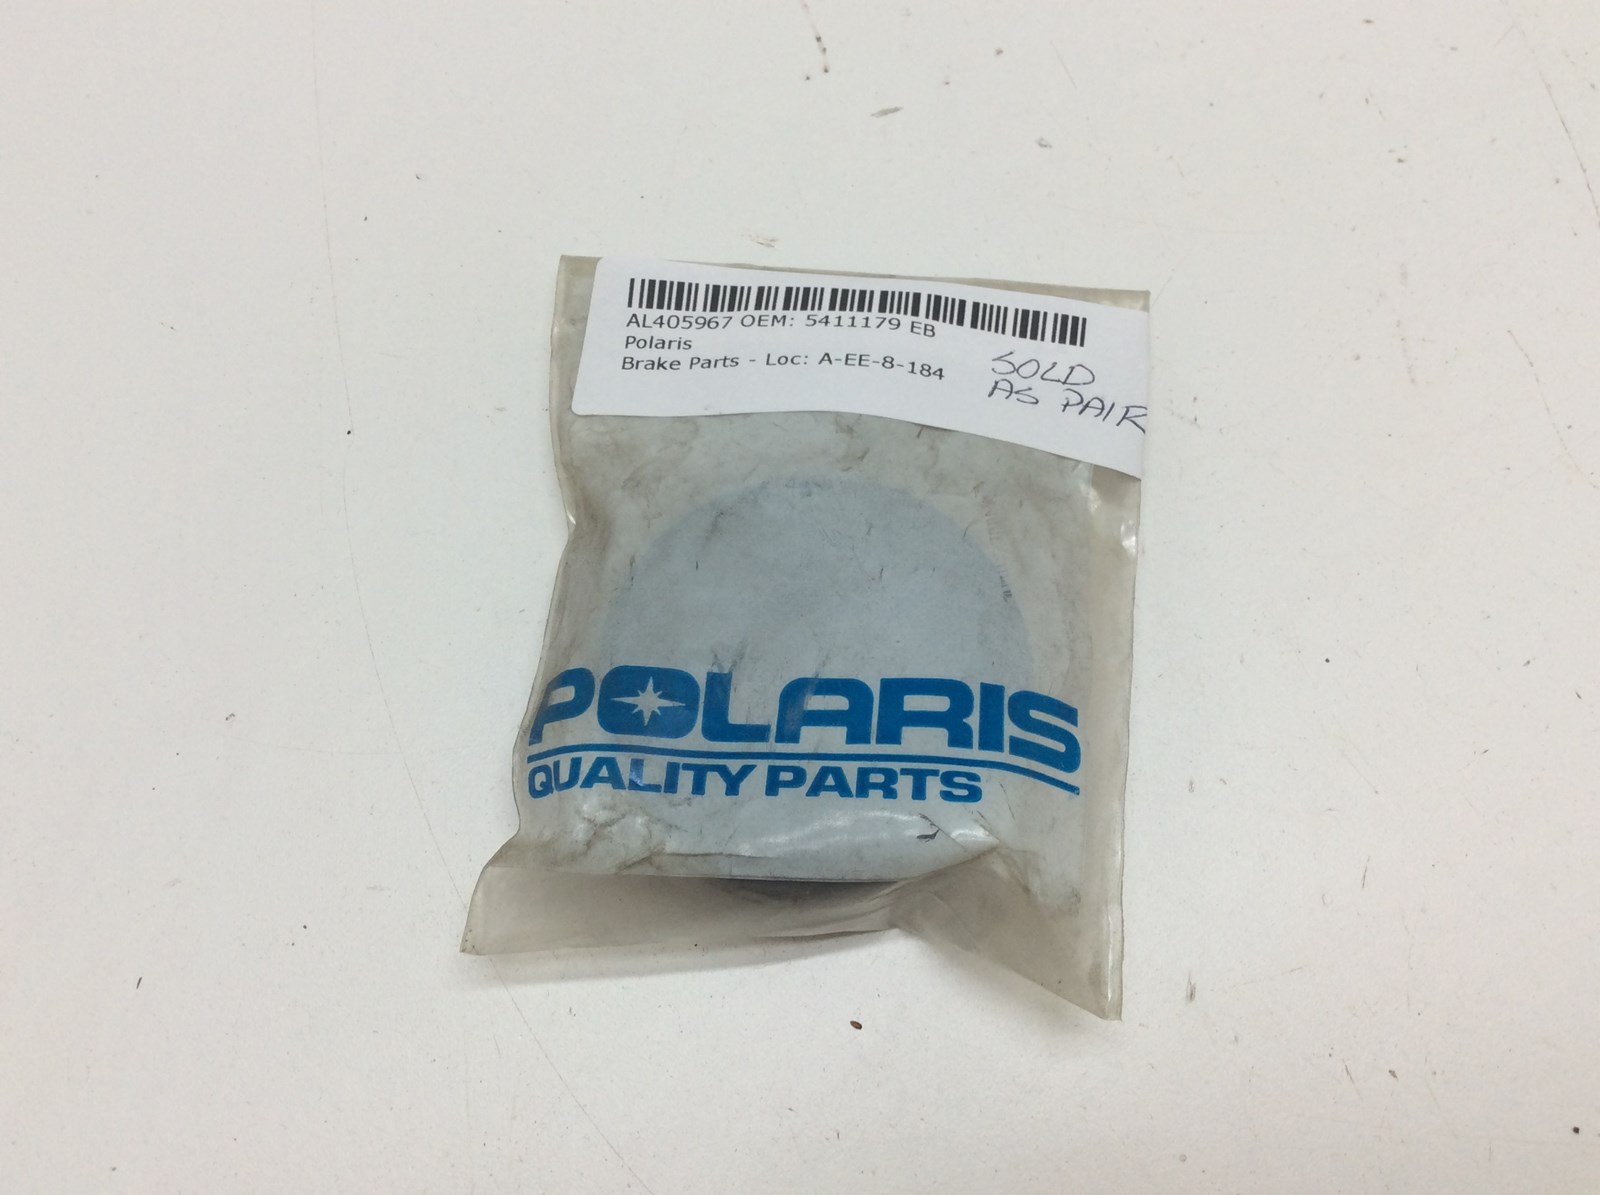 AL405967 OEM: 5411179 EB
Polaris
Brake Parts - Loc: A-EE-8-184
SOLD
AS PAIR
POLARIS
QUALITY PARTS